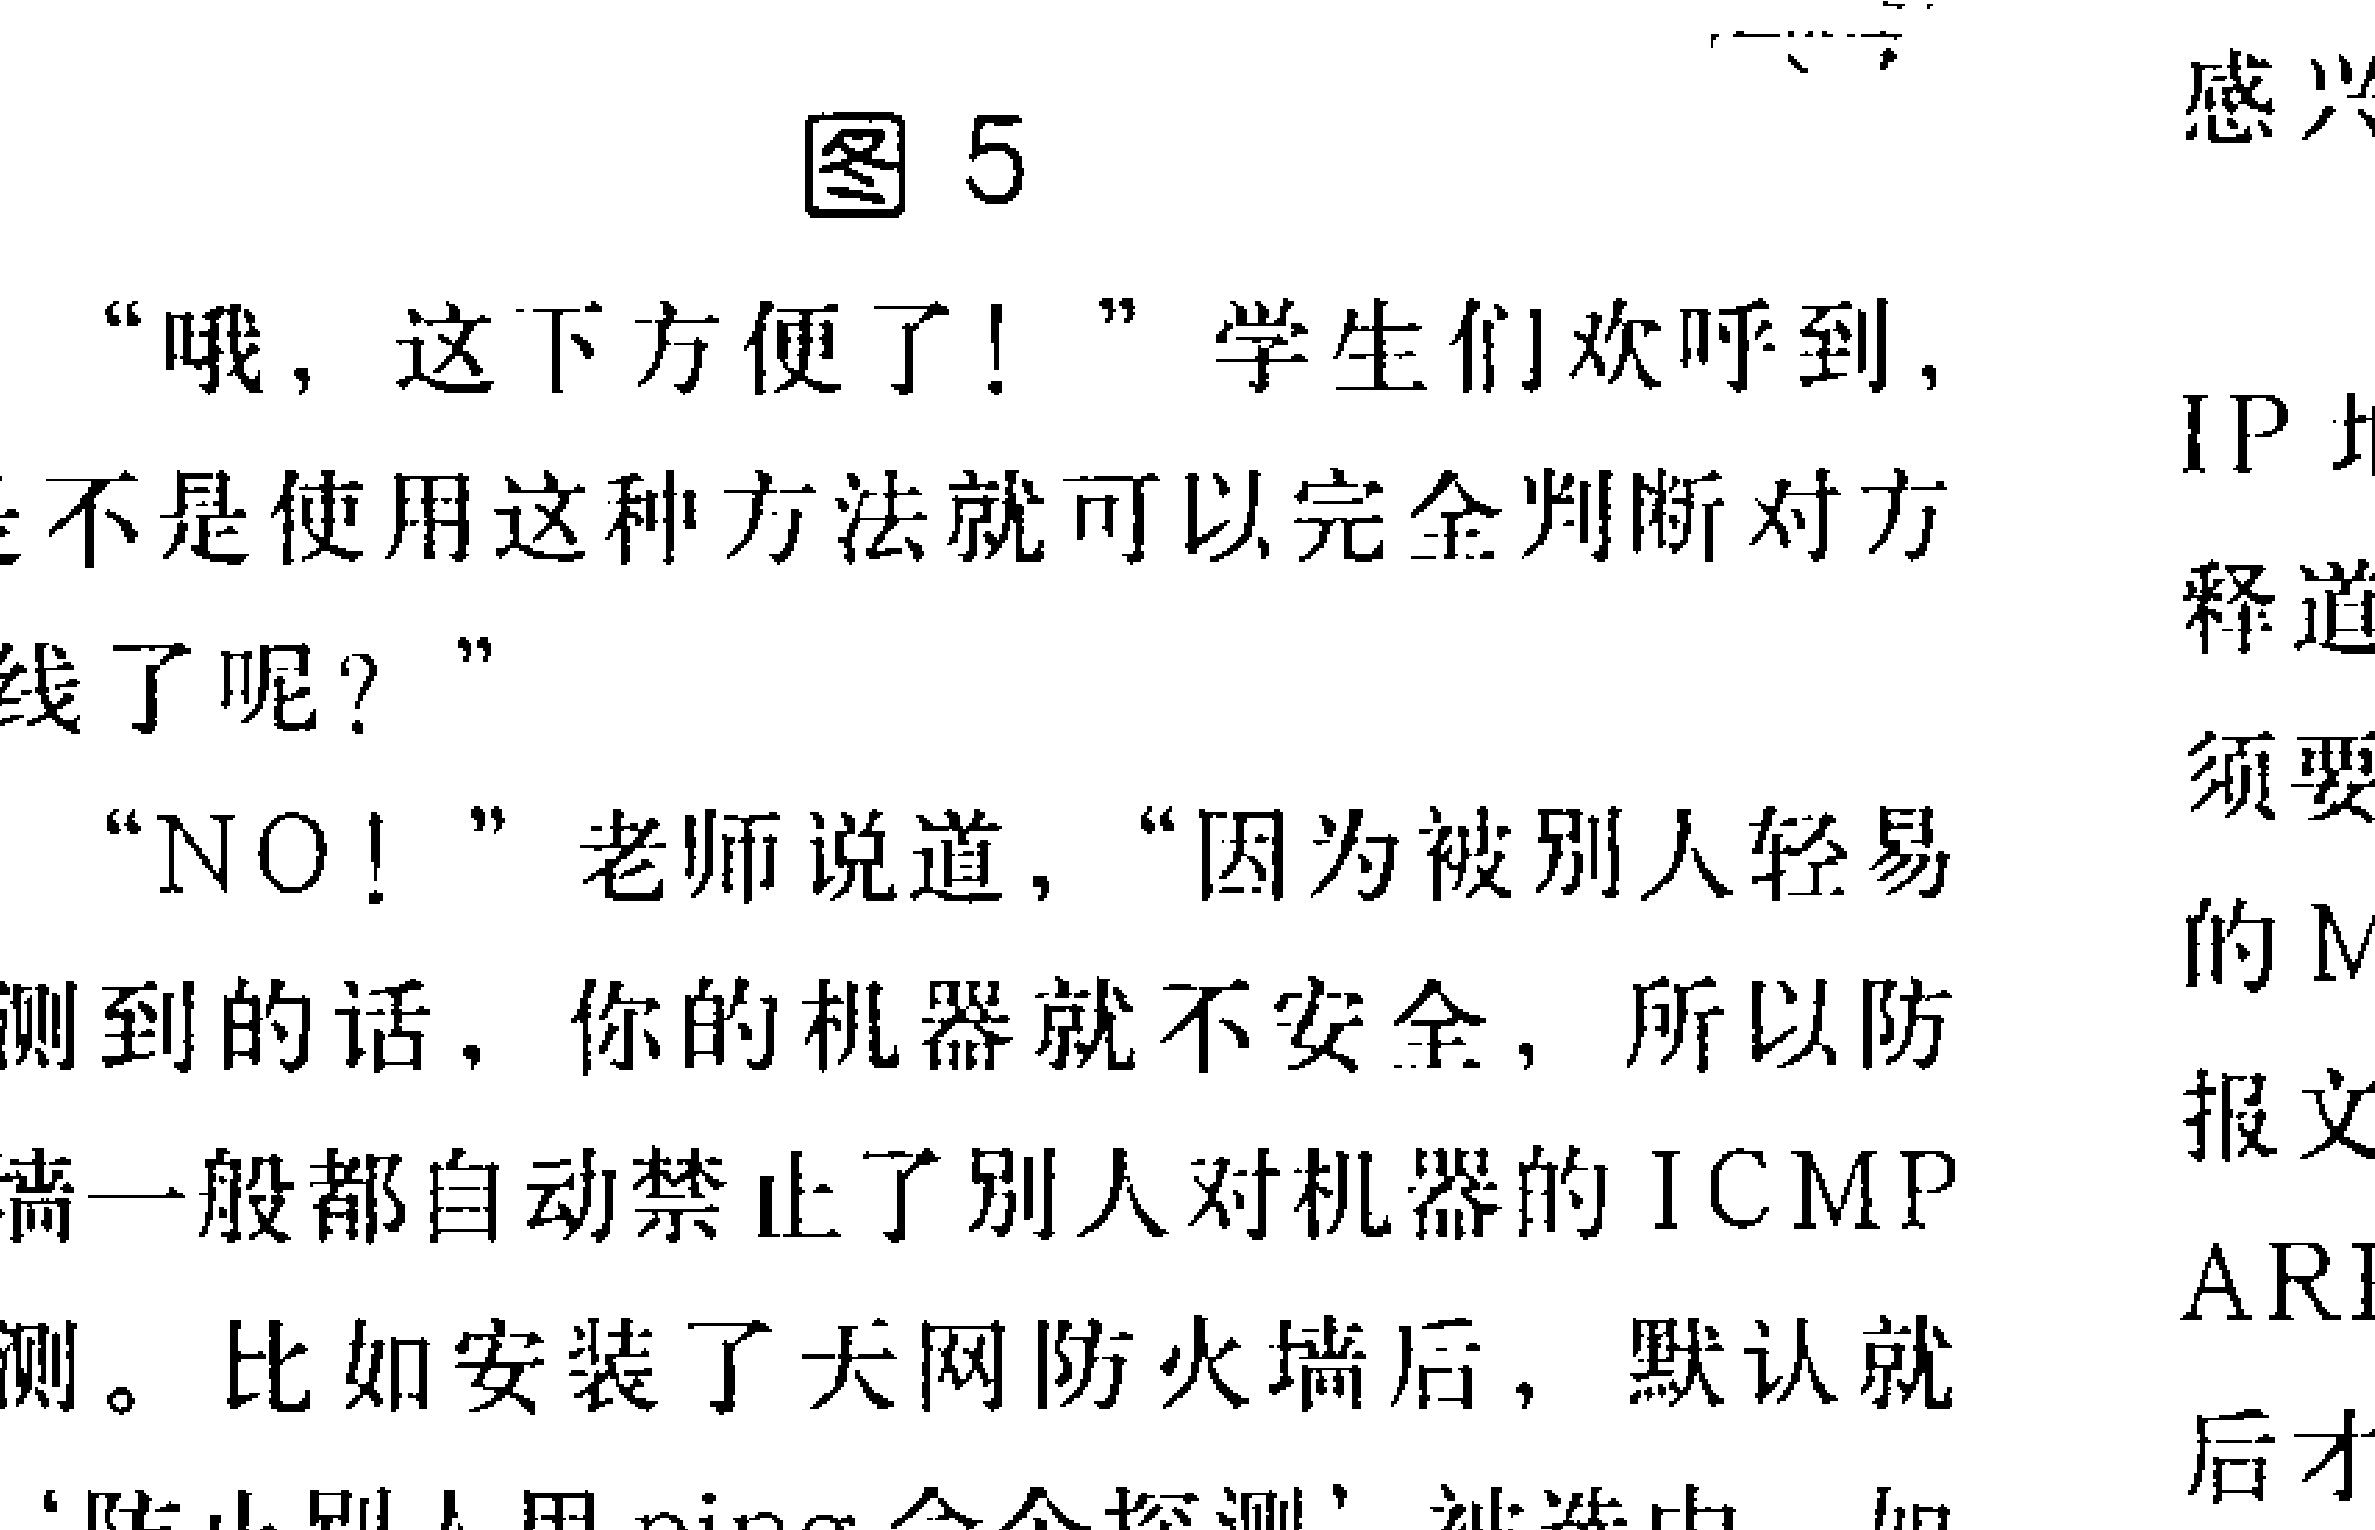 图 5
“哦，这下方便了！”学生们欢呼到，
不是使用这种方法就可以完全判断对方
线了呢？”
“NO！”老师说道，“因为被别人轻易
测到的话，你的机器就不安全，所以防
墙一般都自动禁止了别人对机器的ICMP
测。比如安装了天网防火墙后，默认就
感兴
IP 地
释道
须要
的 M
报文
AR
后才